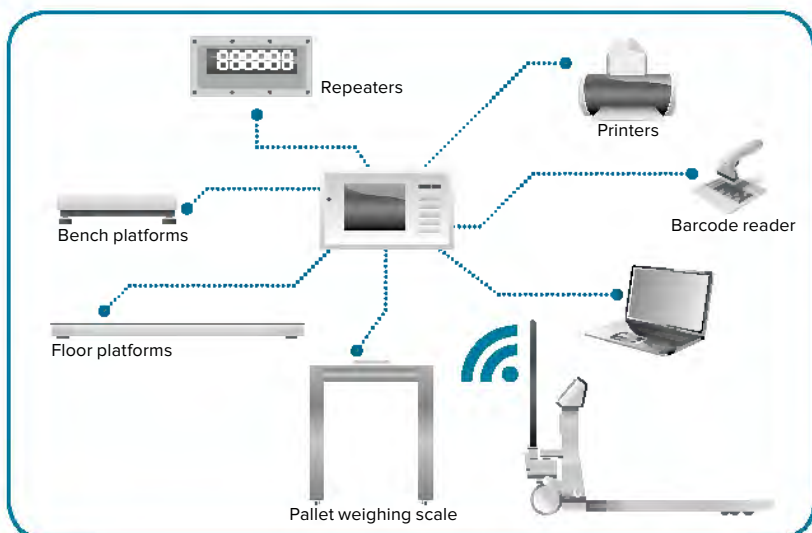 Repeaters
Printers
Barcode reader
Bench platforms
Floor platforms
Pallet weighing scale